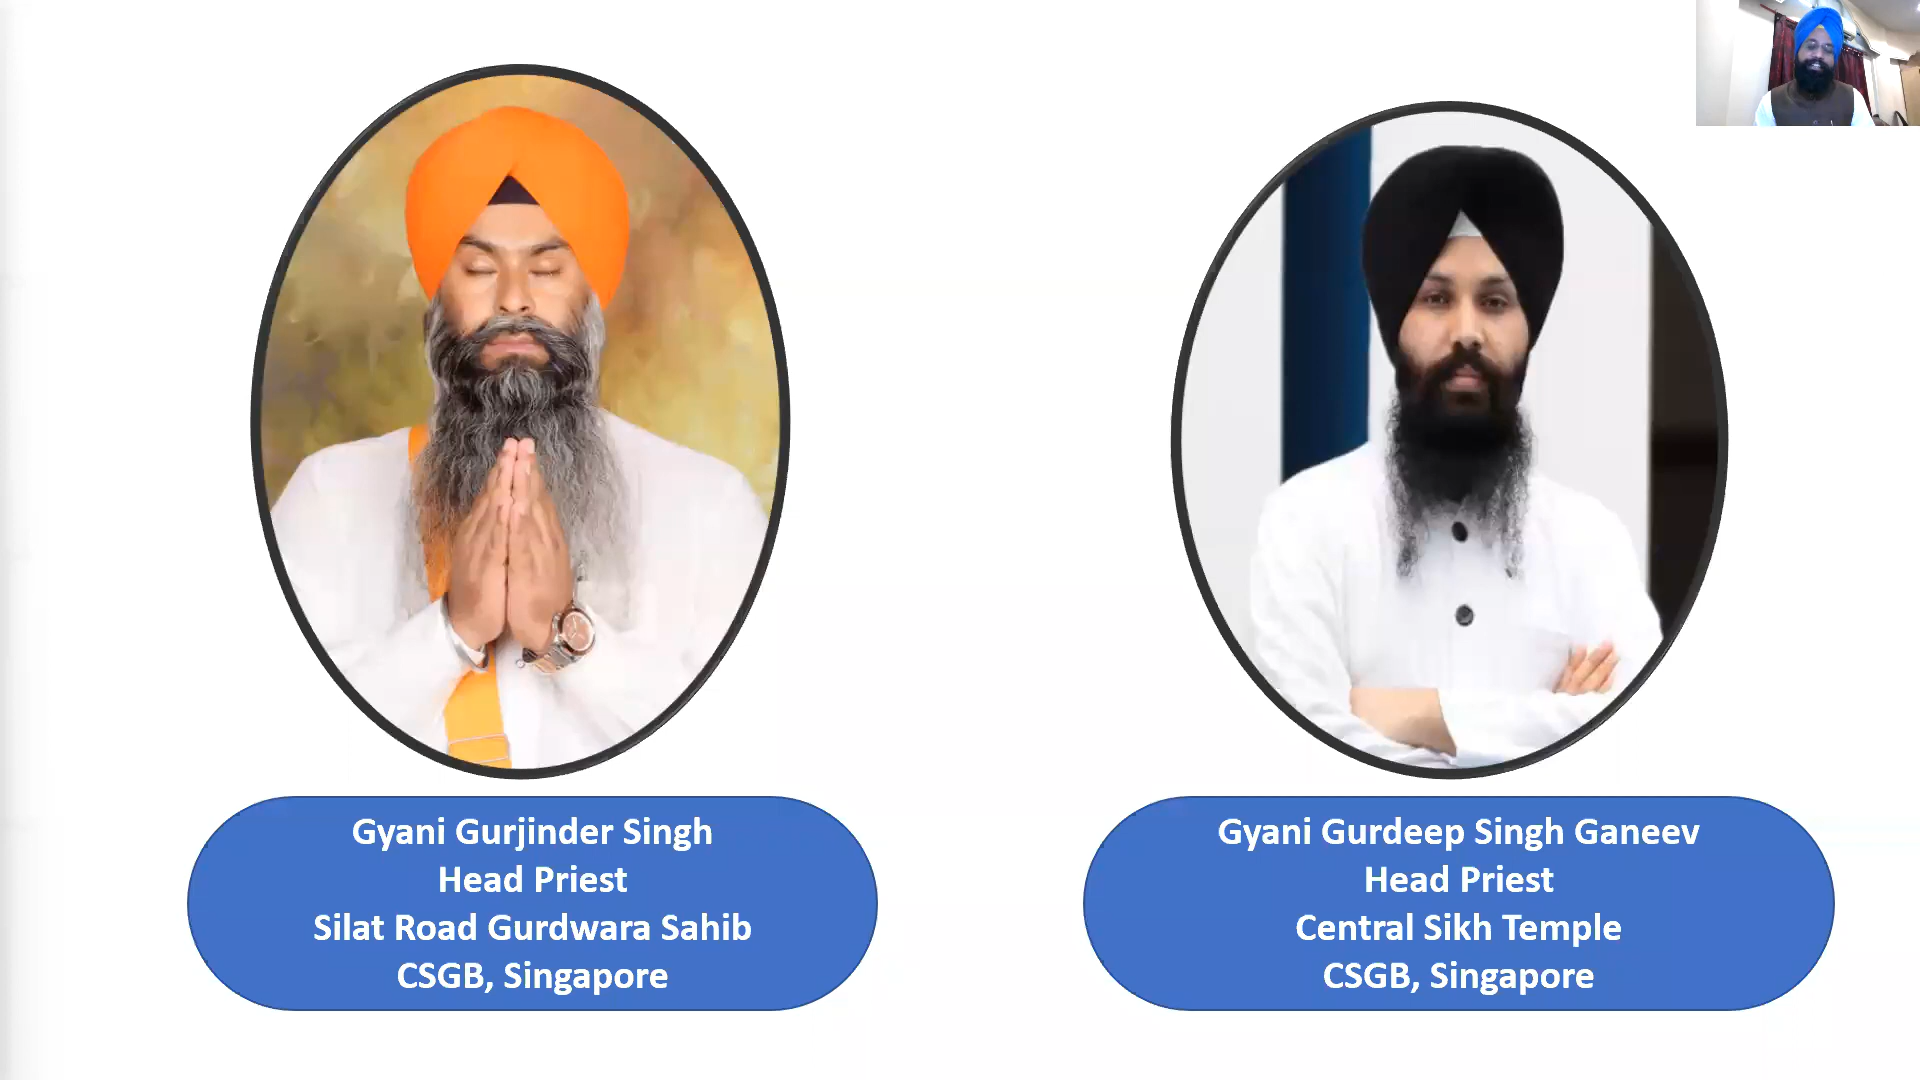 Gyani Gurjinder Singh
Head Priest
Silat Road Gurdwara Sahib
CSGB, Singapore
Gyani Gurdeep Singh Ganeev
Head Priest
Central Sikh Temple
CSGB, Singapore